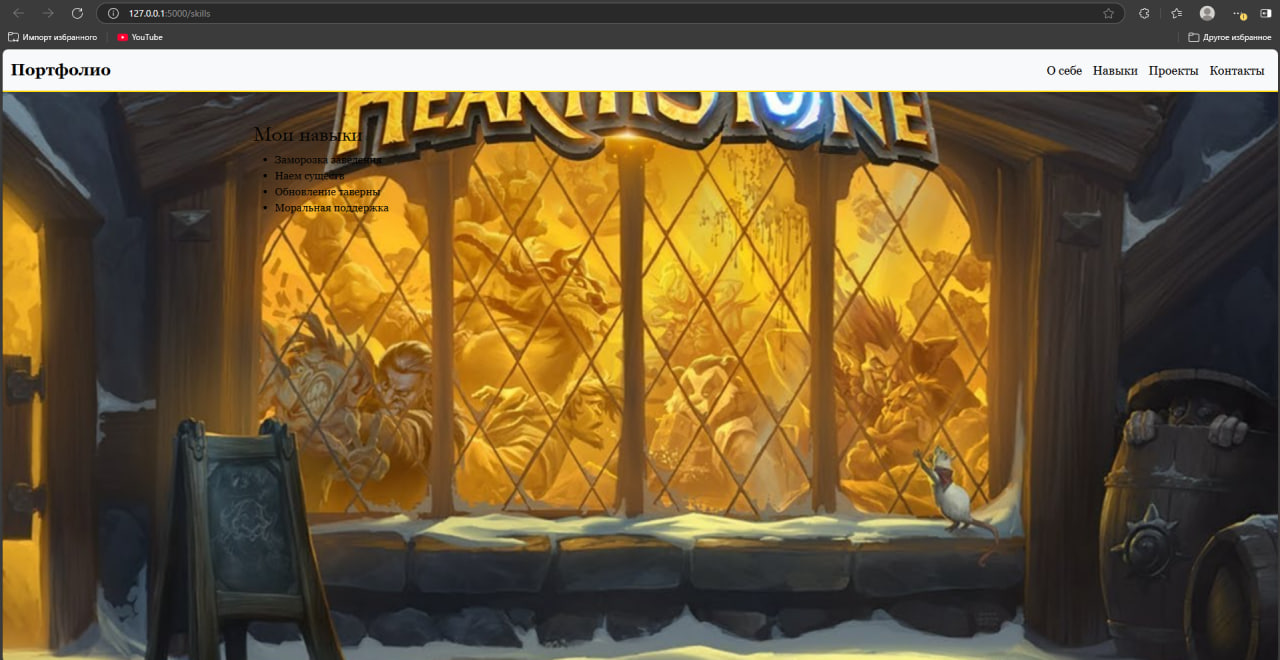 127.0.0.1:5000/skills
Импорт избранного
YouTube
Другое избранное
Портфолио
О себе Навыки Проекты Контакты
HEARTHSTONE
Мои навыки
Заморозка заведения
Наем существ
Обновление таверны
Моральная поддержка